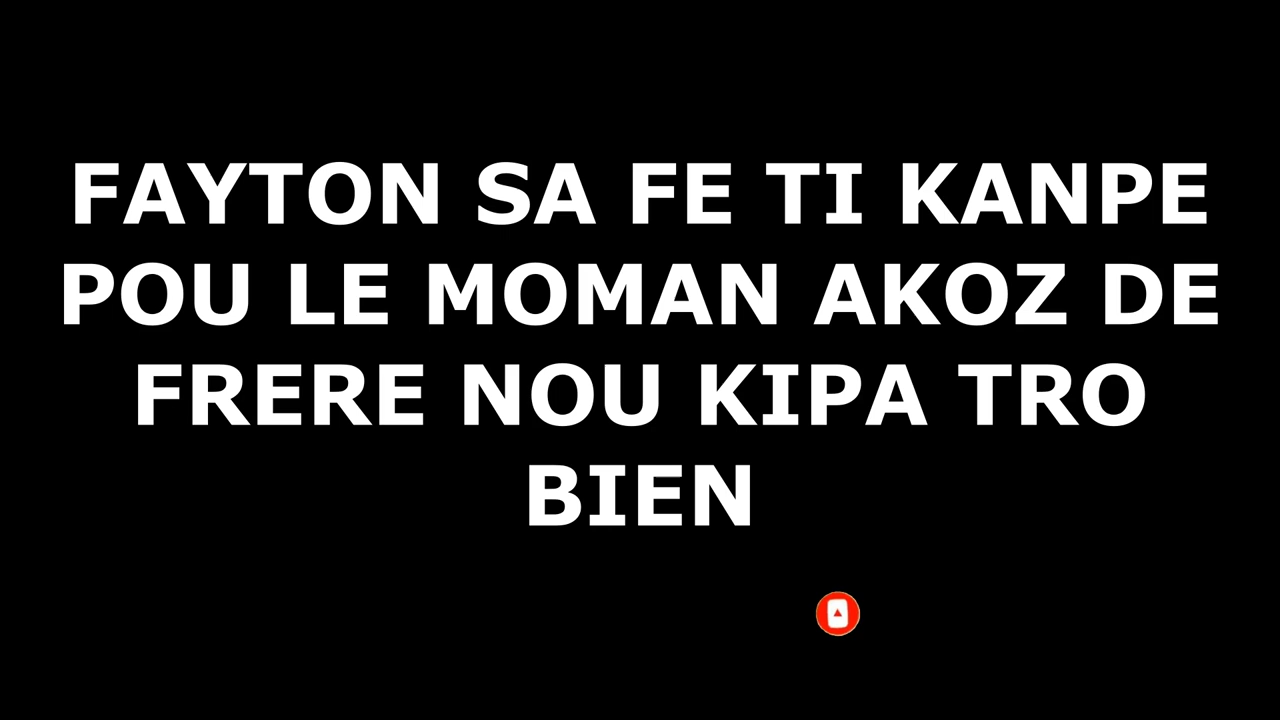 FAYTON SA FE TI KANPE
POU LE MOMAN AKOZ DE
FRERE NOU KIPA TRO
BIEN